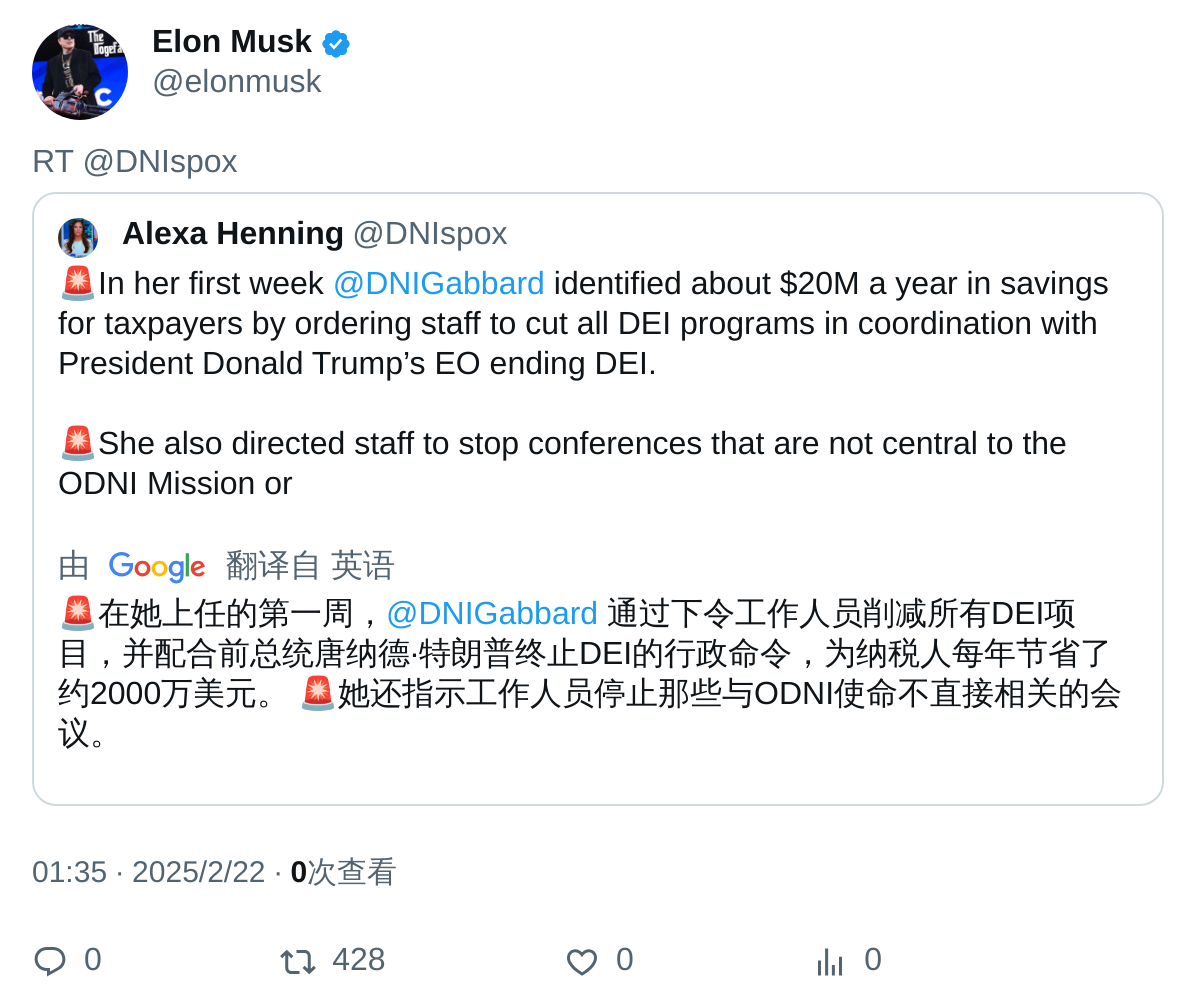 The
Dogefa
C
Elon Musk
@elonmusk
RT @DNIspox
Alexa Henning @DNIspox
🚨In her first week @DNIGabbard identified about $20M a year in savings
for taxpayers by ordering staff to cut all DEI programs in coordination with
President Donald Trump’s EO ending DEI.
🚨She also directed staff to stop conferences that are not central to the
ODNI Mission or
由 Google 翻译自 英语
🚨在她上任的第一周，@DNIGabbard 通过下令工作人员削减所有DEI项
目，并配合前总统唐纳德·特朗普终止DEI的行政命令，为纳税人每年节省了
约2000万美元。 🚨她还指示工作人员停止那些与ODNI使命不直接相关的会
议。
01:35 · 2025/2/22 · 0次查看
0 428 0 0